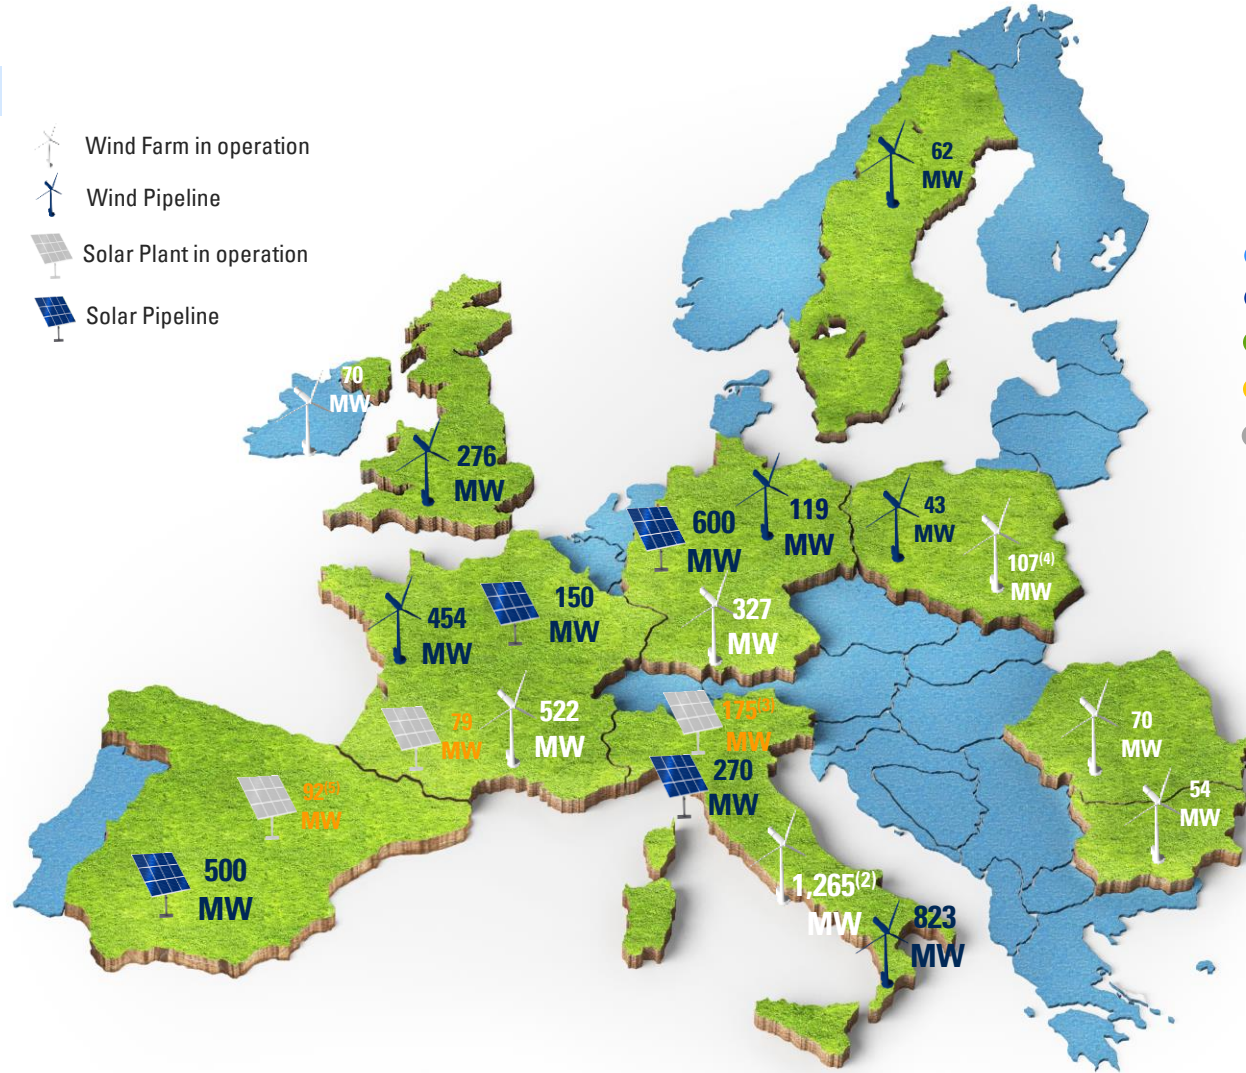 Wind Farm in operation
Wind Pipeline
Solar Plant in operation
Solar Pipeline
62
MW
70
MW
276
MW
600
MW
119
MW
43
MW
107(4)
MW
454
MW
150
MW
327
MW
79
MW
522
MW
175(3)
MW
270
MW
70
MW
54
MW
92(5)
MW
500
MW
1,265(2)
MW
823
MW